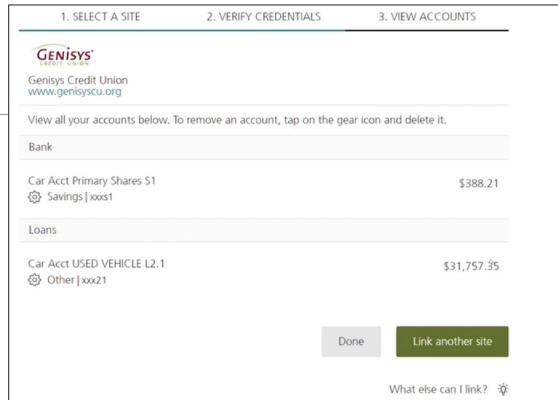 1. SELECT A SITE
2. VERIFY CREDENTIALS
3. VIEW ACCOUNTS
GENISYS
CREDIT UNION
Genisys Credit Union
www.genisyscu.org
View all your accounts below. To remove an account, tap on the gear icon and delete it.
Bank
Car Acct Primary Shares S1
$388.21
Savings | xxxs1
Loans
Car Acct USED VEHICLE L2.1
$31,757.35
Other | xxx21
Done
Link another site
What else can I link?